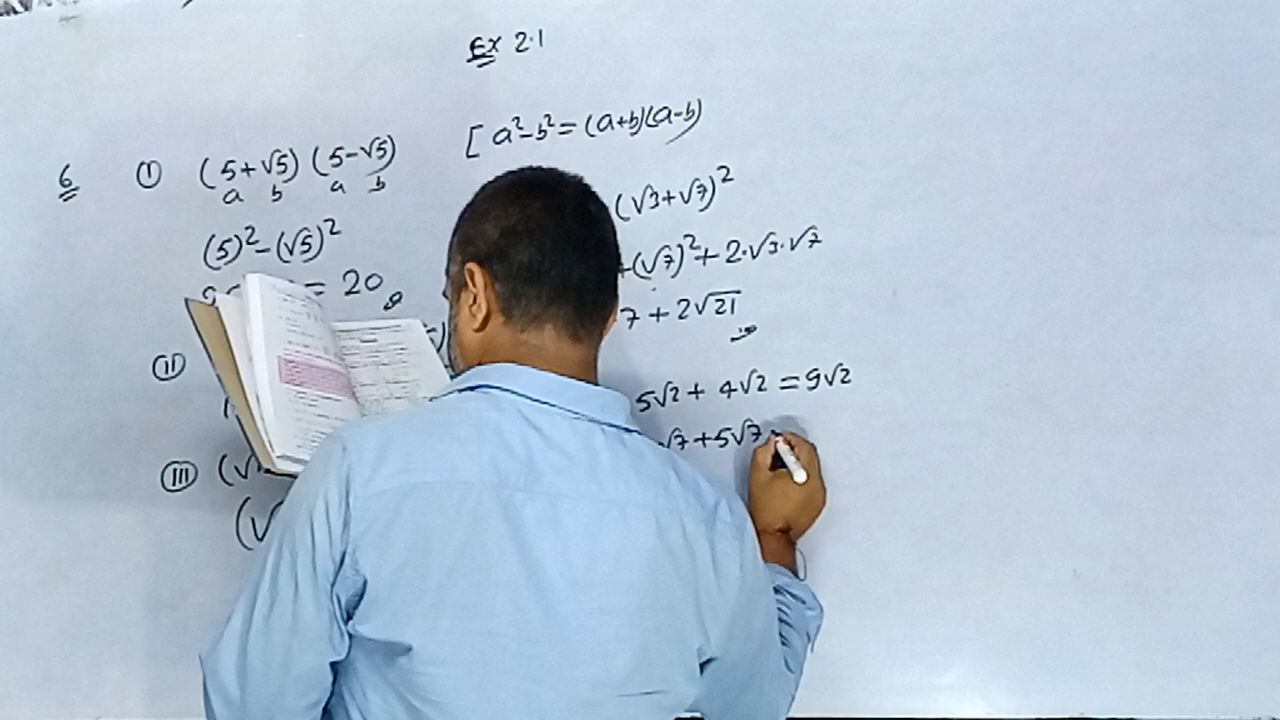 Ex 2.1
[ a²-b² = (a+b)(a-b)
6 (I) (5+√5) (5-√5)
a b a b
(5)²-(√5)²
= 20
(√3+√7)²
+(√7)²+ 2·√3·√7
7 + 2√21
(II)
5√2 + 4√2 = 9√2
√7 +5√7
(III) (√
(√